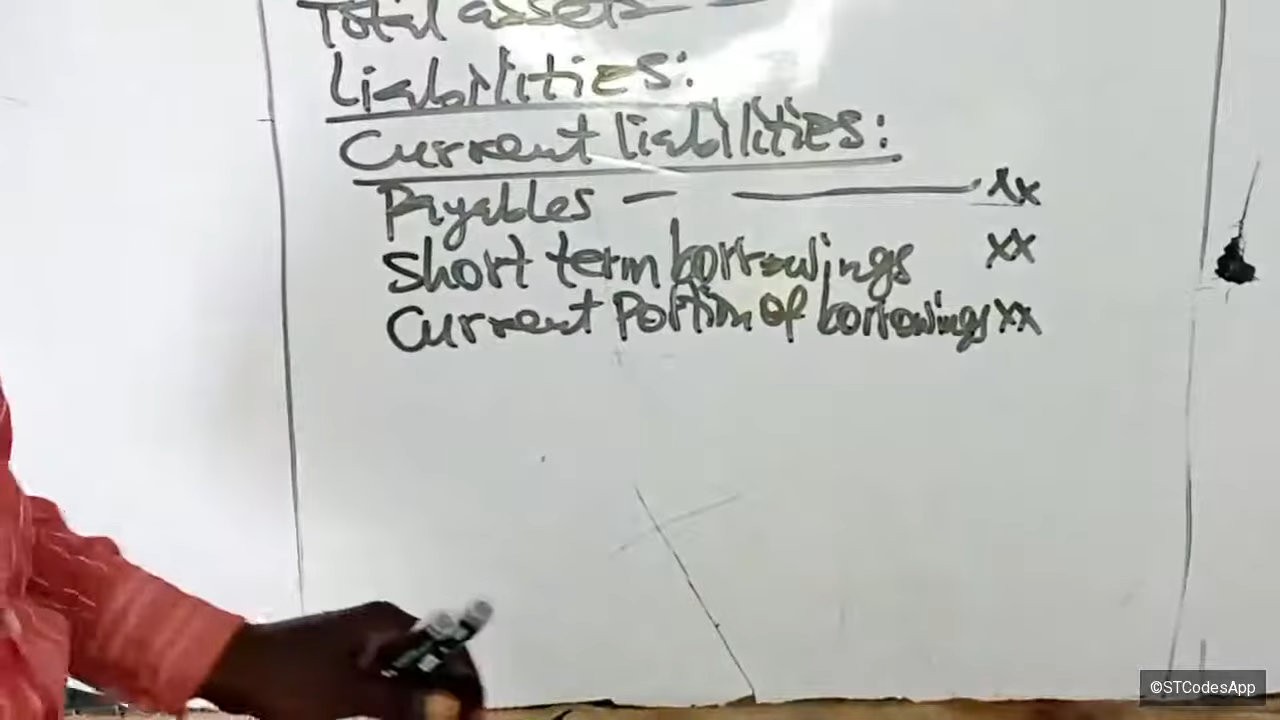 Total assets — —
Liabilities:
Current liabilities:
Payables — — xx
Short term borrowings xx
Current Portion of borrowings xx
©STCodesApp